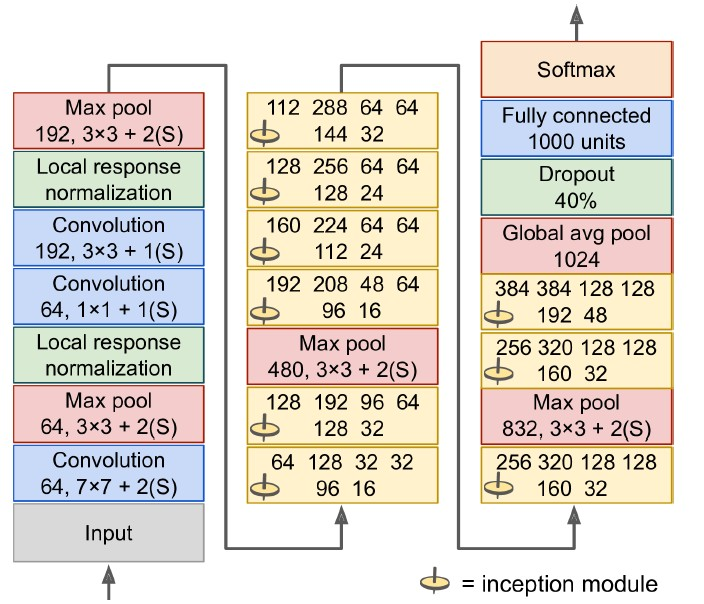 Max pool
192, 3×3 + 2(S)
Local response
normalization
Convolution
192, 3×3 + 1(S)
Convolution
64, 1×1 + 1(S)
Local response
normalization
Max pool
64, 3×3 + 2(S)
Convolution
64, 7×7 + 2(S)
Input
112 288 64 64
144 32
128 256 64 64
128 24
160 224 64 64
112 24
192 208 48 64
96 16
Max pool
480, 3×3 + 2(S)
128 192 96 64
128 32
64 128 32 32
96 16
Softmax
Fully connected
1000 units
Dropout
40%
Global avg pool
1024
384 384 128 128
192 48
256 320 128 128
160 32
Max pool
832, 3×3 + 2(S)
256 320 128 128
160 32
= inception module